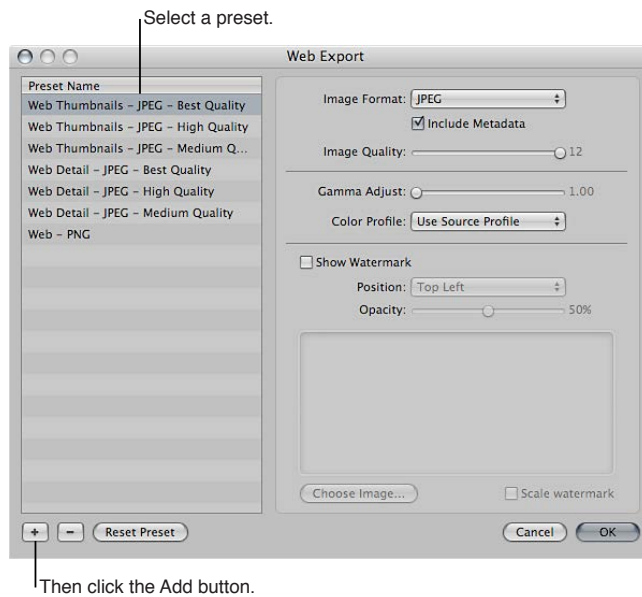 Select a preset.
Web Export
Preset Name
Web Thumbnails – JPEG – Best Quality
Web Thumbnails – JPEG – High Quality
Web Thumbnails – JPEG – Medium Q...
Web Detail – JPEG – Best Quality
Web Detail – JPEG – High Quality
Web Detail – JPEG – Medium Quality
Web – PNG
Image Format: JPEG
Include Metadata
Image Quality: 12
Gamma Adjust: 1.00
Color Profile: Use Source Profile
Show Watermark
Position: Top Left
Opacity: 50%
Choose Image...
Scale watermark
+ – Reset Preset
Cancel OK
Then click the Add button.